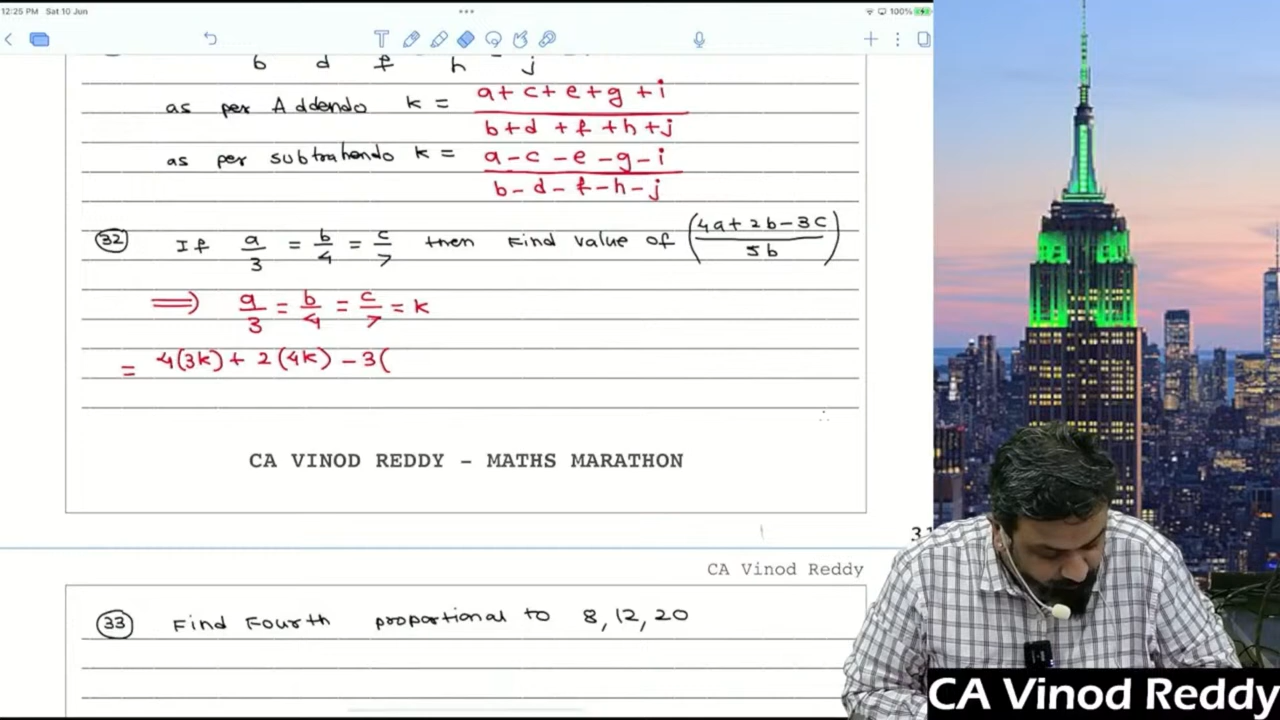 12:25 PM Sat 10 Jun
100%
b d f h j
as per Addendo k = a+c+e+g+i / b+d+f+h+j
as per subtrahendo k = a-c-e-g-i / b-d-f-h-j
32 If a/3 = b/4 = c/7 then Find value of (4a+2b-3c / 5b)
⟹ a/3 = b/4 = c/7 = k
= 4(3k) + 2(4k) - 3(
CA VINOD REDDY - MATHS MARATHON
31
CA Vinod Reddy
33 Find Fourth proportional to 8, 12, 20
CA Vinod Reddy